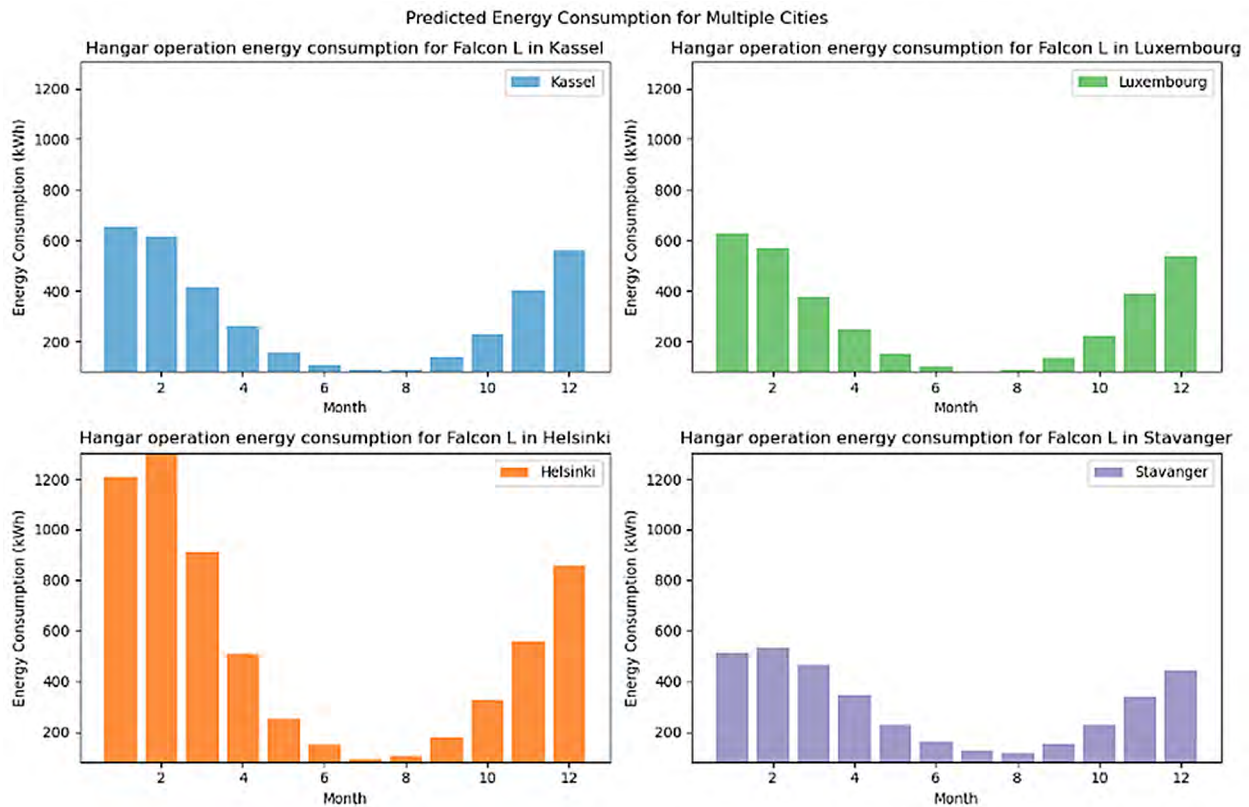 Predicted Energy Consumption for Multiple Cities
Hangar operation energy consumption for Falcon L in Kassel
Kassel
Energy Consumption (kWh)
1200
1000
800
600
400
200
2 4 6 8 10 12
Month
Hangar operation energy consumption for Falcon L in Luxembourg
Luxembourg
Energy Consumption (kWh)
1200
1000
800
600
400
200
2 4 6 8 10 12
Month
Hangar operation energy consumption for Falcon L in Helsinki
Helsinki
Energy Consumption (kWh)
1200
1000
800
600
400
200
2 4 6 8 10 12
Month
Hangar operation energy consumption for Falcon L in Stavanger
Stavanger
Energy Consumption (kWh)
1200
1000
800
600
400
200
2 4 6 8 10 12
Month